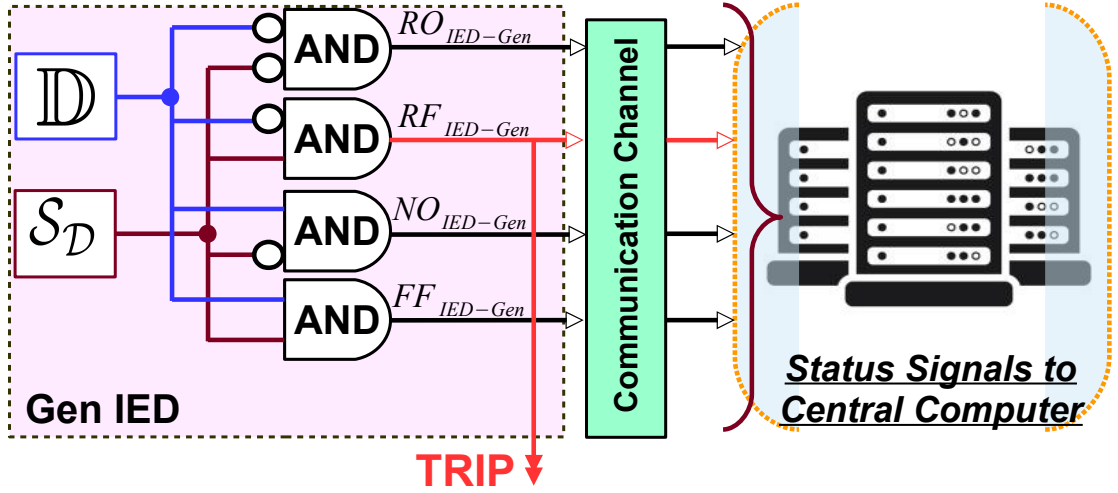 𝔻
𝒮_𝒟
AND
AND
AND
AND
RO_{IED–Gen}
RF_{IED–Gen}
NO_{IED–Gen}
FF_{IED–Gen}
Gen IED
TRIP
Communication Channel
Status Signals to
Central Computer